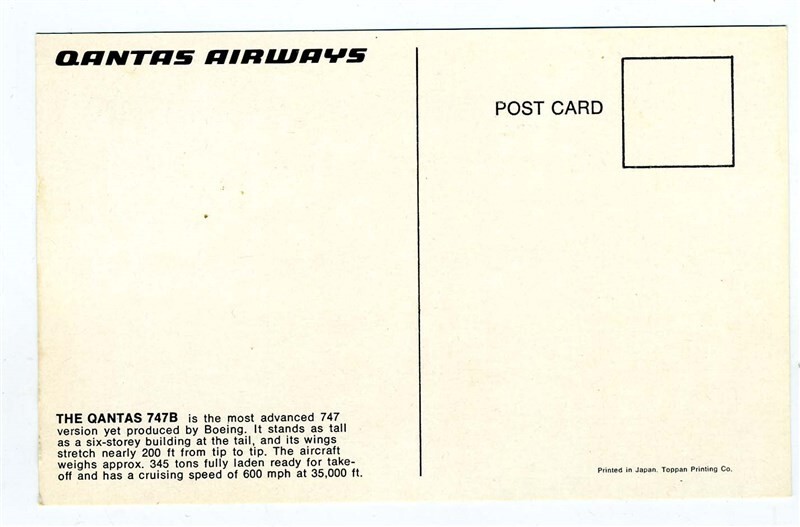 QANTAS AIRWAYS
POST CARD
THE QANTAS 747B is the most advanced 747
version yet produced by Boeing. It stands as tall
as a six-storey building at the tail, and its wings
stretch nearly 200 ft from tip to tip. The aircraft
weighs approx. 345 tons fully laden ready for take-
off and has a cruising speed of 600 mph at 35,000 ft.
Printed in Japan. Toppan Printing Co.